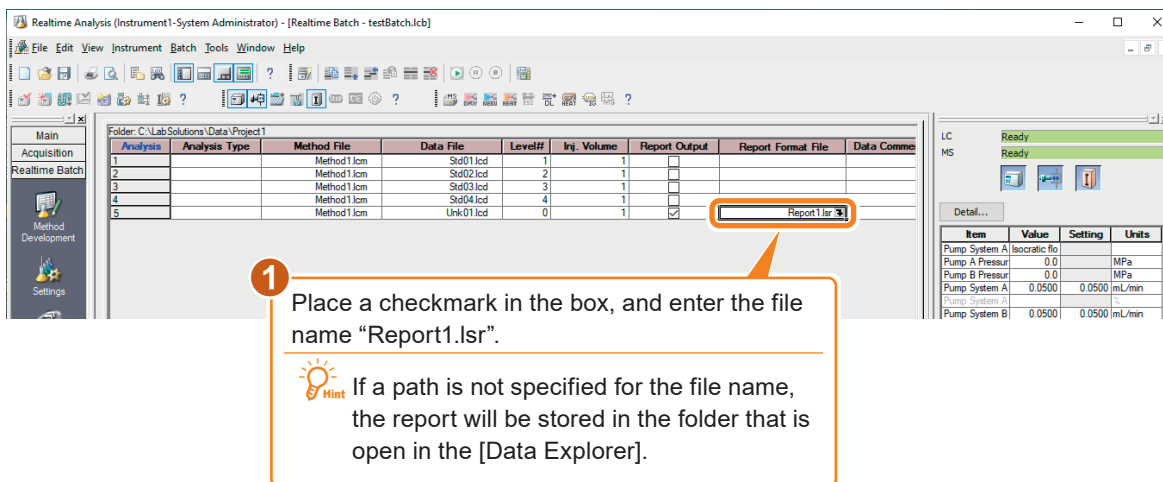 Realtime Analysis (Instrument1-System Administrator) - [Realtime Batch - testBatch.lcb]
File Edit View Instrument Batch Tools Window Help
Main
Acquisition
Realtime Batch
Method
Development
Settings
Folder: C:\LabSolutions\Data\Project1
Analysis Analysis Type Method File Data File Level# Inj. Volume Report Output Report Format File Data Comme
1 Method1.lcm Std01.lcd 1 1
2 Method1.lcm Std02.lcd 2 1
3 Method1.lcm Std03.lcd 3 1
4 Method1.lcm Std04.lcd 4 1
5 Method1.lcm Unk01.lcd 0 1 Report1.lsr
LC Ready
MS Ready
Detail...
Item Value Setting Units
Pump System A Isocratic flo
Pump A Pressur 0.0 MPa
Pump B Pressur 0.0 MPa
Pump System A 0.0500 0.0500 mL/min
Pump System A %
Pump System B 0.0500 0.0500 mL/min
1
Place a checkmark in the box, and enter the file
name “Report1.lsr”.
Hint If a path is not specified for the file name,
the report will be stored in the folder that is
open in the [Data Explorer].